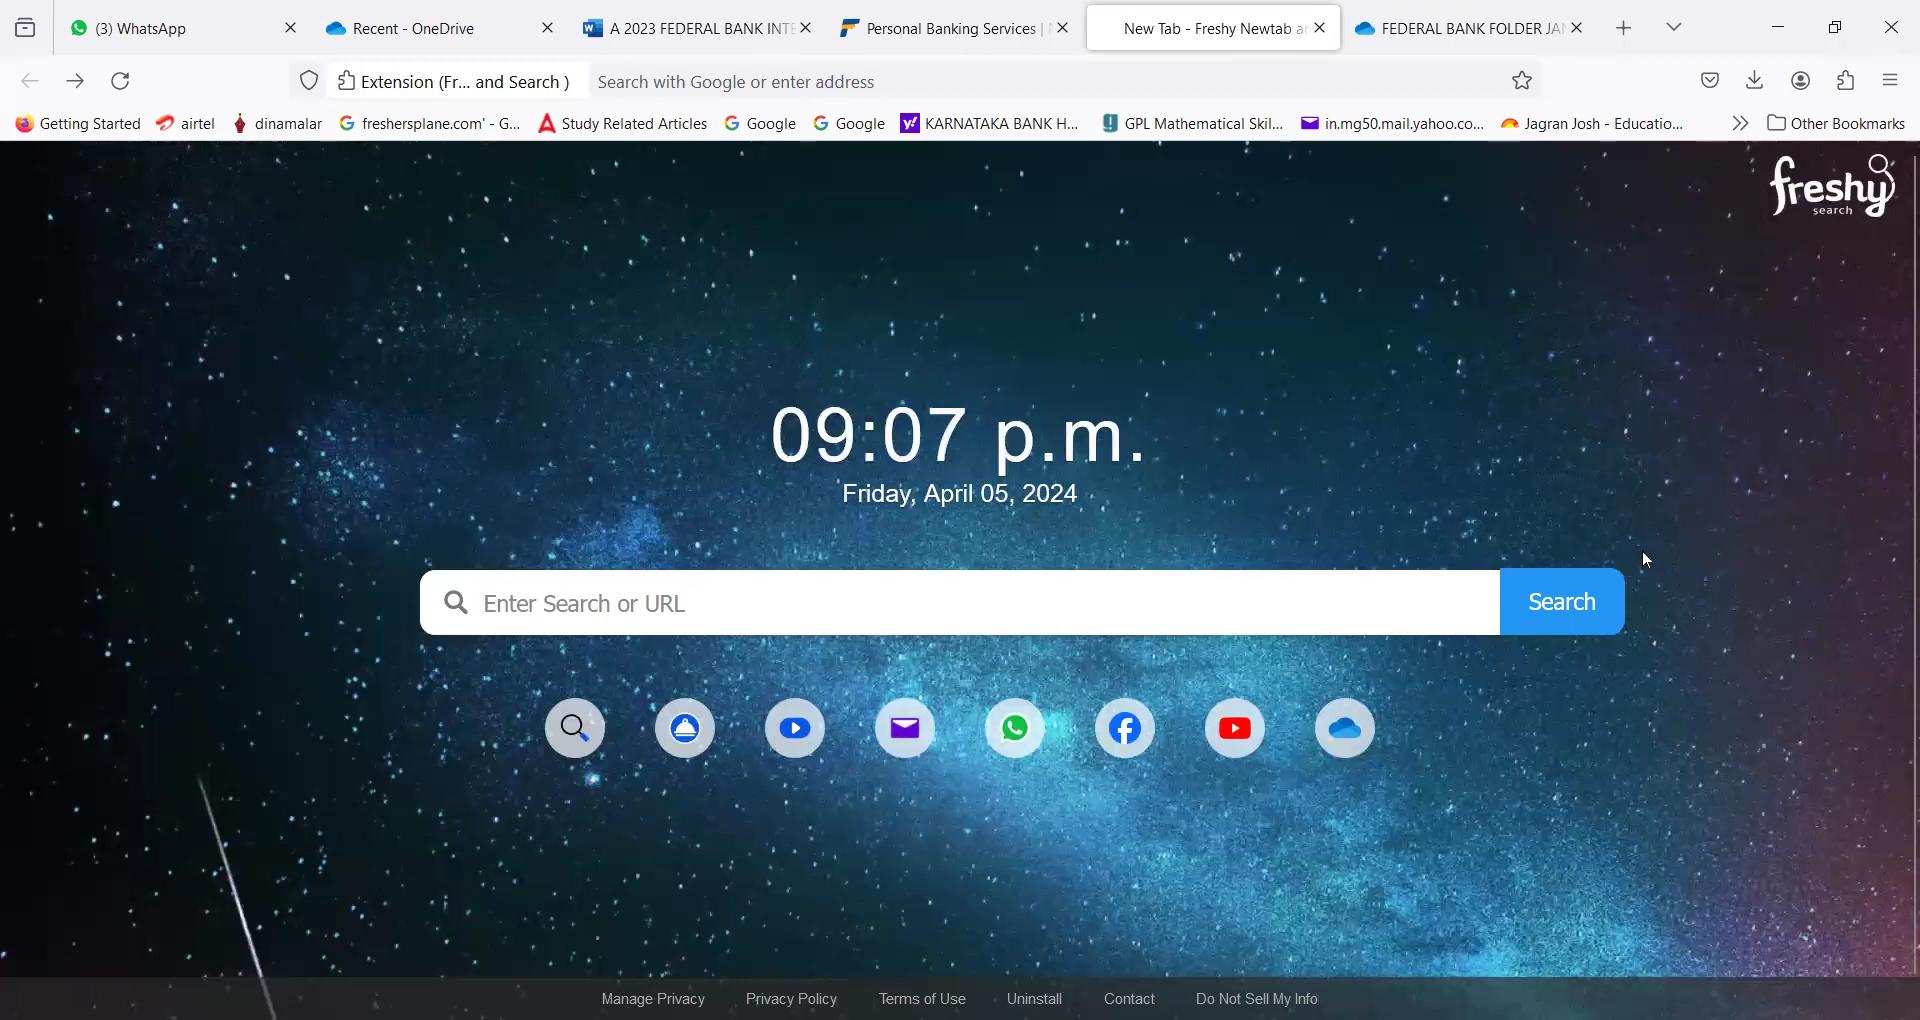 (3) WhatsApp
Recent - OneDrive
A 2023 FEDERAL BANK INTE
Personal Banking Services |
New Tab - Freshy Newtab an
FEDERAL BANK FOLDER JAN
Extension (Fr... and Search )
Search with Google or enter address
Getting Started
airtel
dinamalar
freshersplane.com' - G...
Study Related Articles
Google
Google
KARNATAKA BANK H...
GPL Mathematical Skil...
in.mg50.mail.yahoo.co...
Jagran Josh - Educatio...
Other Bookmarks
freshy
search
09:07 p.m.
Friday, April 05, 2024
Enter Search or URL
Search
Manage Privacy
Privacy Policy
Terms of Use
Uninstall
Contact
Do Not Sell My Info